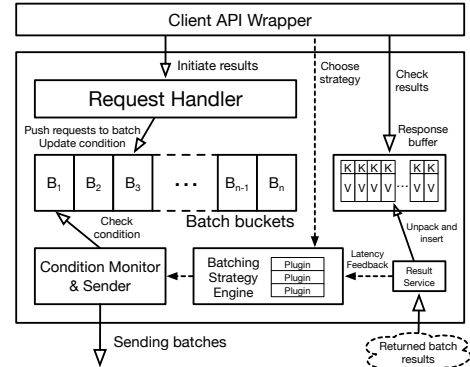 Client API Wrapper
Initiate results
Choose
strategy
Check
results
Request Handler
Push requests to batch
Update condition
Response
buffer
B1
B2
B3
...
Bn-1
Bn
K K K K ... K K
V V V V ... V V
Batch buckets
Check
condition
Unpack and
insert
Condition Monitor
& Sender
Batching
Strategy
Engine
Plugin
Plugin
Plugin
Latency
Feedback
Result
Service
Sending batches
Returned batch
results